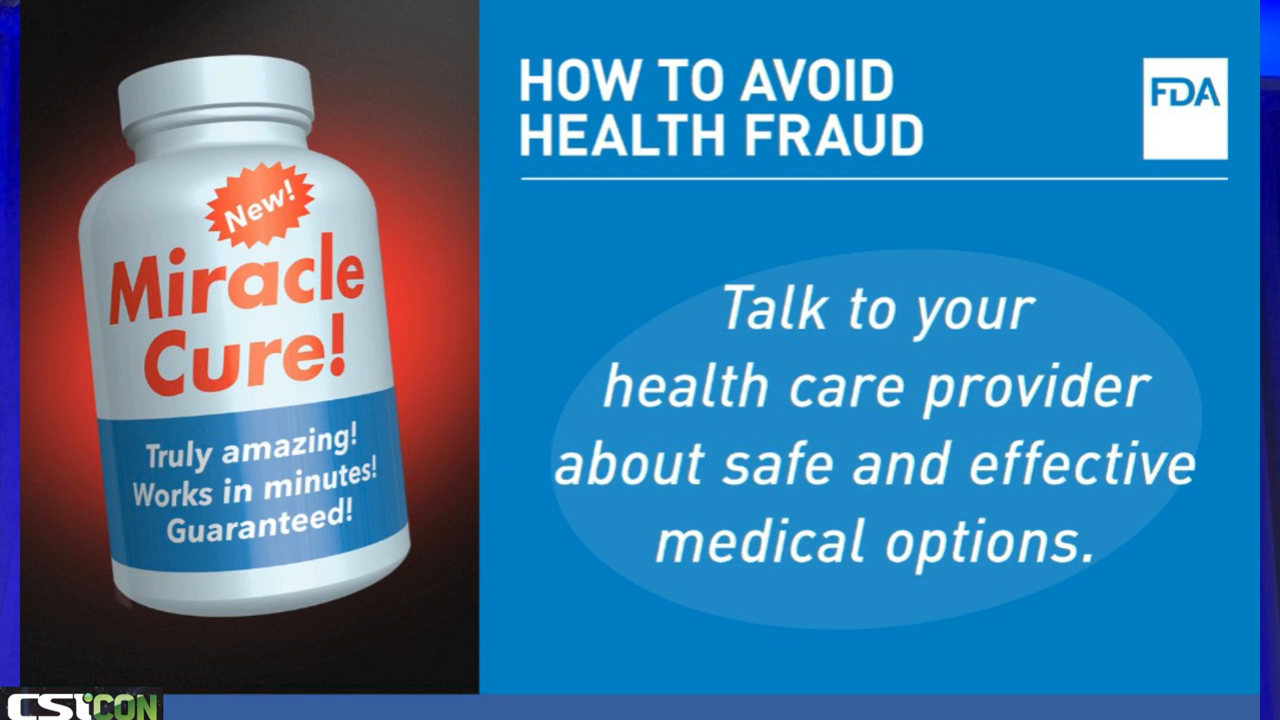 New!
Miracle
Cure!
Truly amazing!
Works in minutes!
Guaranteed!
HOW TO AVOID
HEALTH FRAUD
FDA
Talk to your
health care provider
about safe and effective
medical options.
CSICON